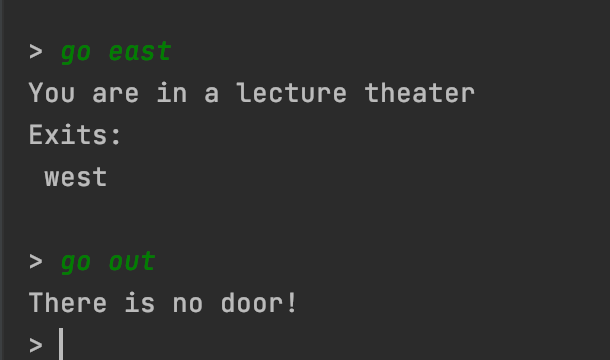 > go east
You are in a lecture theater
Exits:
 west
> go out
There is no door!
>